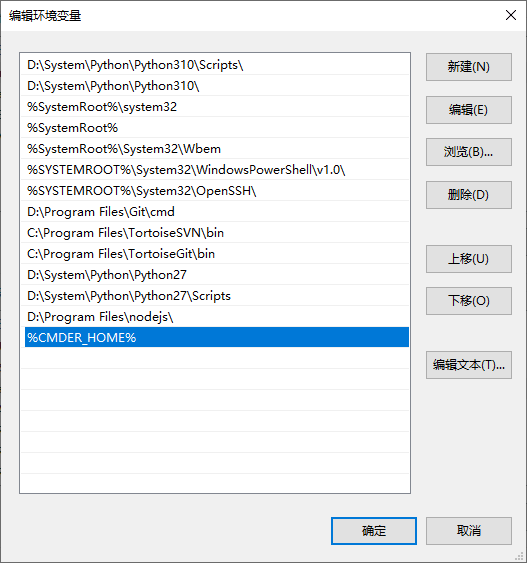 编辑环境变量
D:\System\Python\Python310\Scripts\
D:\System\Python\Python310\
%SystemRoot%\system32
%SystemRoot%
%SystemRoot%\System32\Wbem
%SYSTEMROOT%\System32\WindowsPowerShell\v1.0\
%SYSTEMROOT%\System32\OpenSSH\
D:\Program Files\Git\cmd
C:\Program Files\TortoiseSVN\bin
C:\Program Files\TortoiseGit\bin
D:\System\Python\Python27
D:\System\Python\Python27\Scripts
D:\Program Files\nodejs\
%CMDER_HOME%
新建(N)
编辑(E)
浏览(B)...
删除(D)
上移(U)
下移(O)
编辑文本(T)...
确定
取消